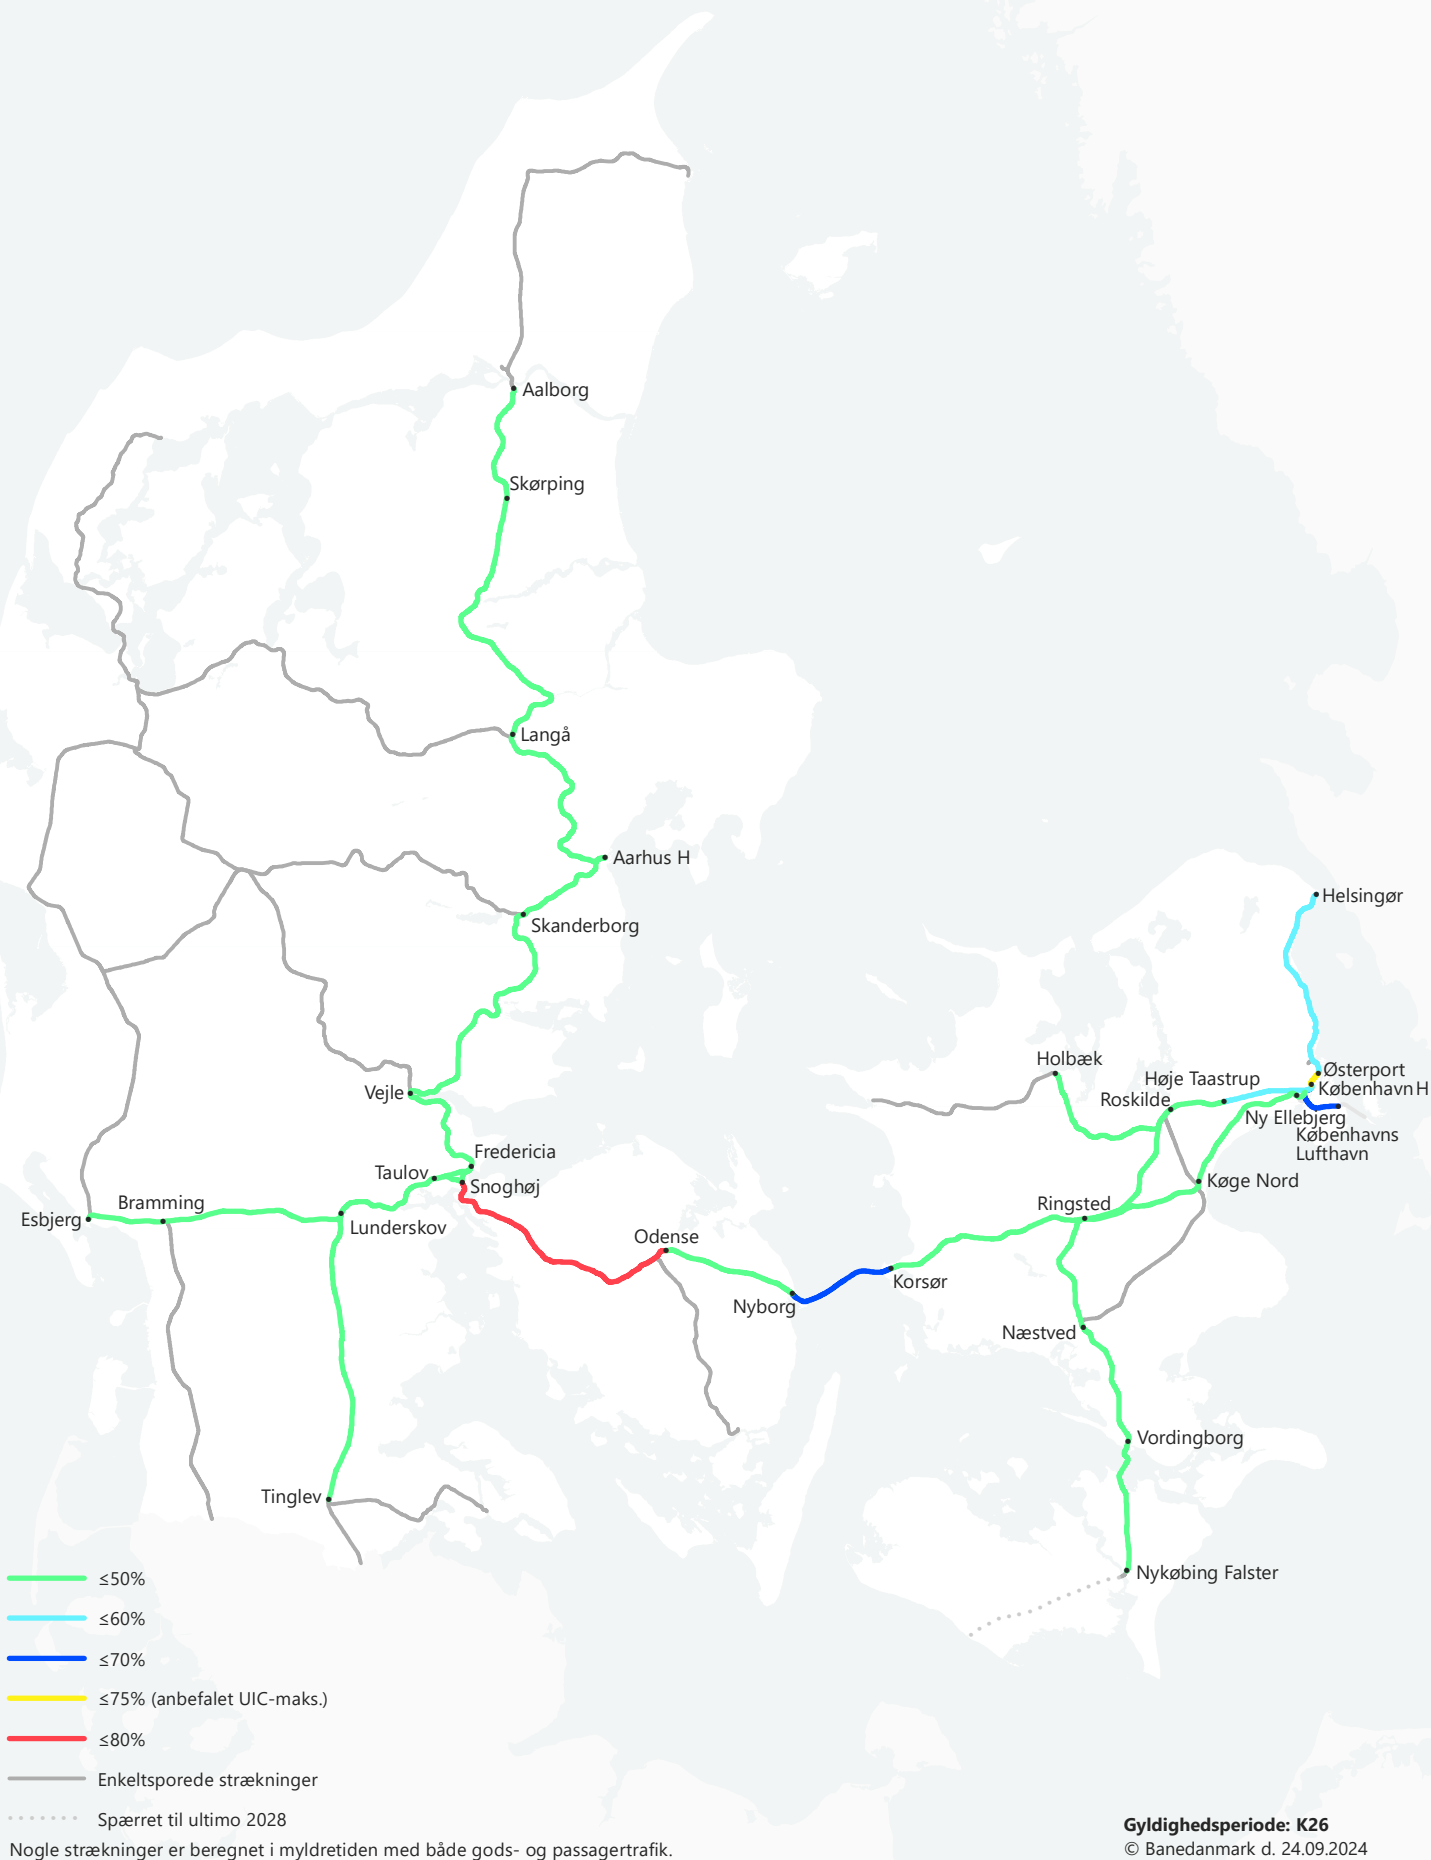 Aalborg
Skørping
Langå
Aarhus H
Skanderborg
Helsingør
Holbæk
Østerport
Høje Taastrup
København H
Vejle
Roskilde
Ny Ellebjerg
Københavns
Lufthavn
Fredericia
Taulov
Snoghøj
Køge Nord
Bramming
Ringsted
Esbjerg
Lunderskov
Odense
Korsør
Nyborg
Næstved
Vordingborg
Tinglev
Nykøbing Falster
≤50%
≤60%
≤70%
≤75% (anbefalet UIC-maks.)
≤80%
Enkeltsporede strækninger
Spærret til ultimo 2028
Nogle strækninger er beregnet i myldretiden med både gods- og passagertrafik.
Gyldighedsperiode: K26
© Banedanmark d. 24.09.2024